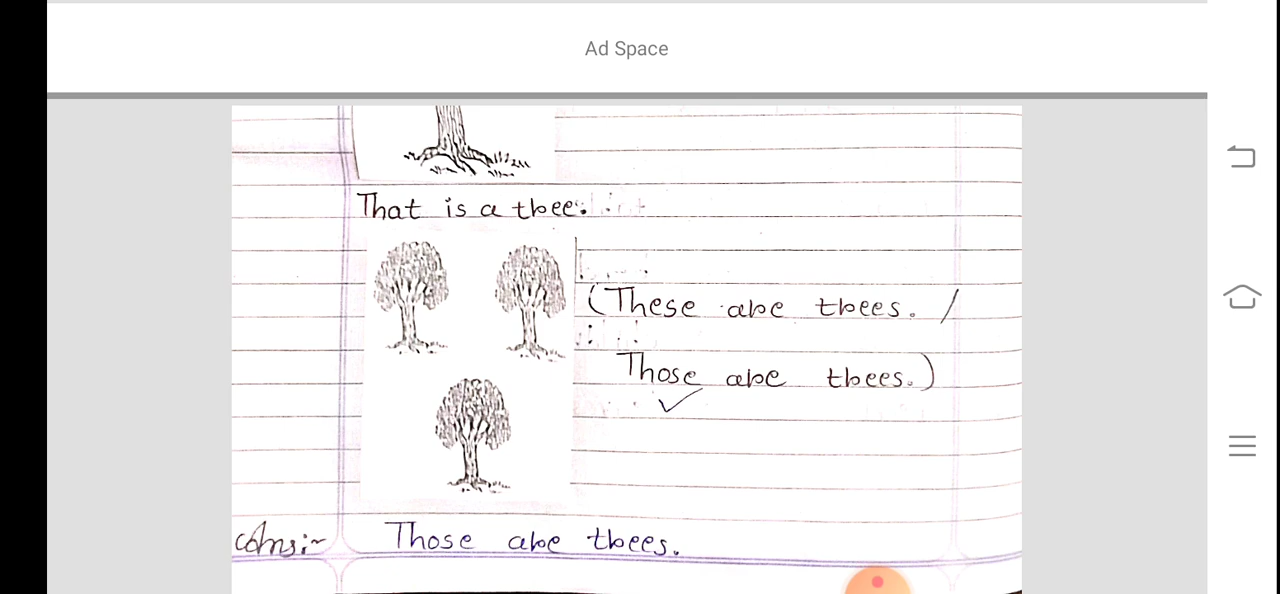 Ad Space
That is a tree.
(These are trees. /
Those are trees.)
Ans:~ Those are trees.